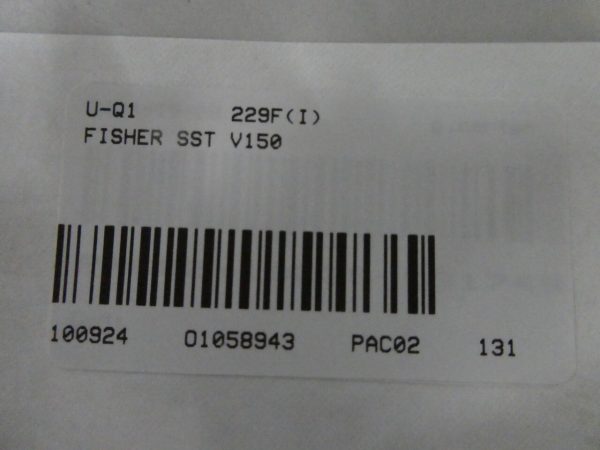 U-Q1 229F(I)
FISHER SST V150
100924 01058943 PAC02 131